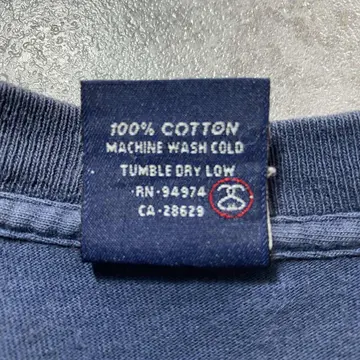 100% COTTON
MACHINE WASH COLD
TUMBLE DRY LOW
·RN·94974
CA·28629